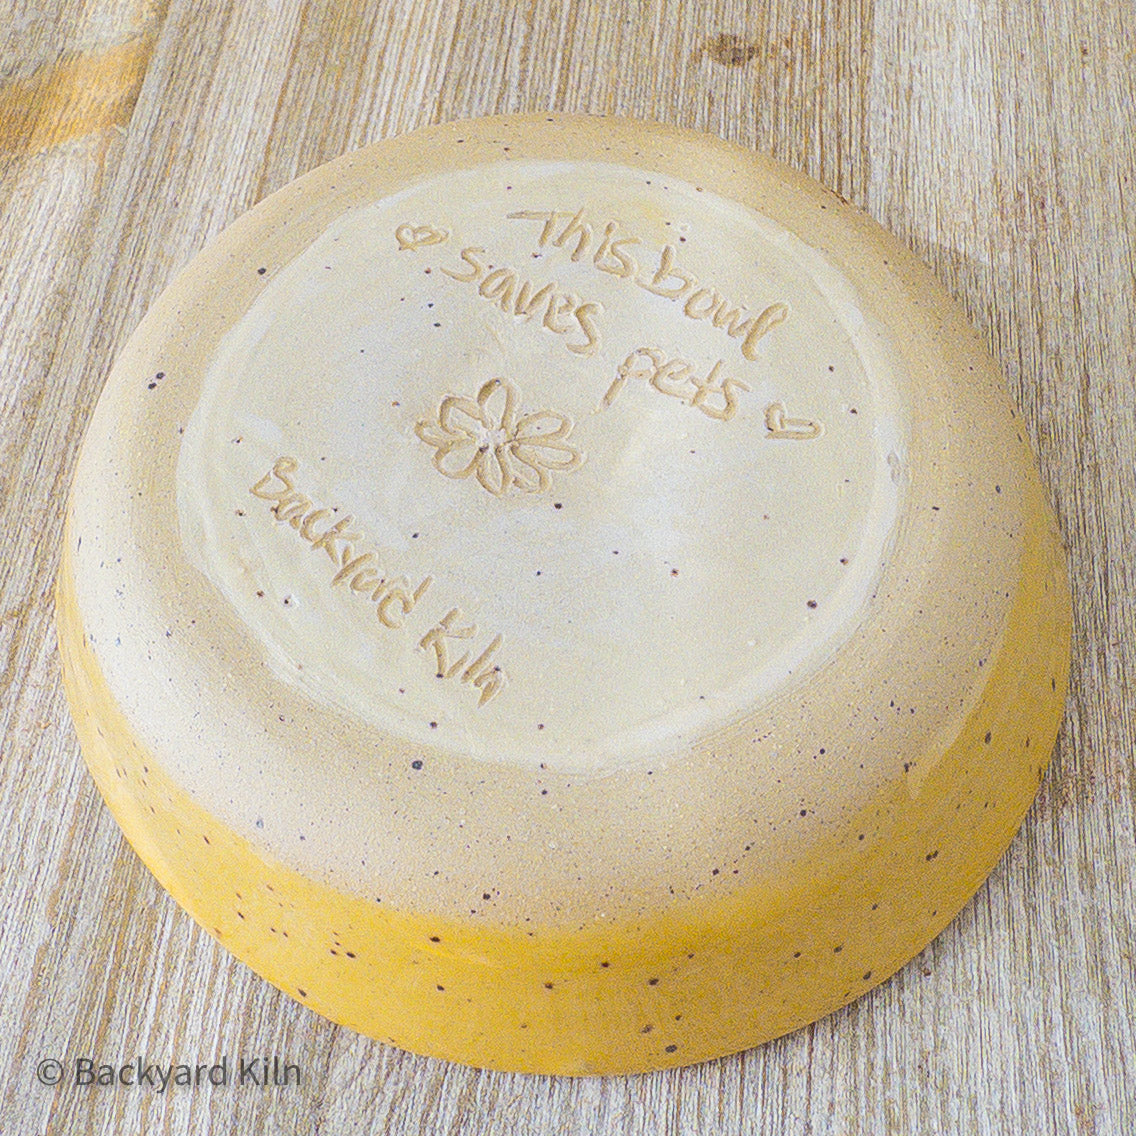 This bowl
saves pets
Backyard Kiln
© Backyard Kiln